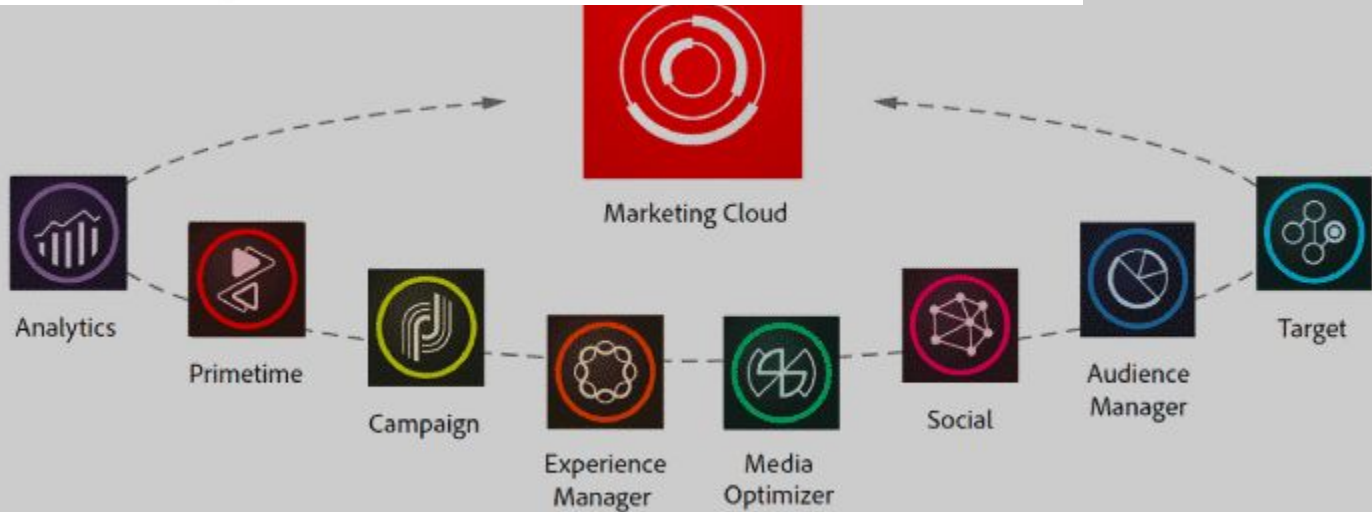 Marketing Cloud
Analytics
Primetime
Campaign
Experience
Manager
Media
Optimizer
Social
Audience
Manager
Target